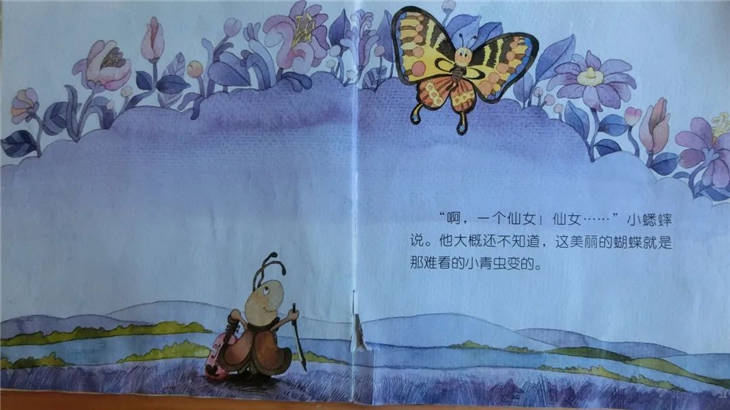 “啊，一个仙女！仙女……”小蟋蟀
说。他大概还不知道，这美丽的蝴蝶就是
那难看的小青虫变的。